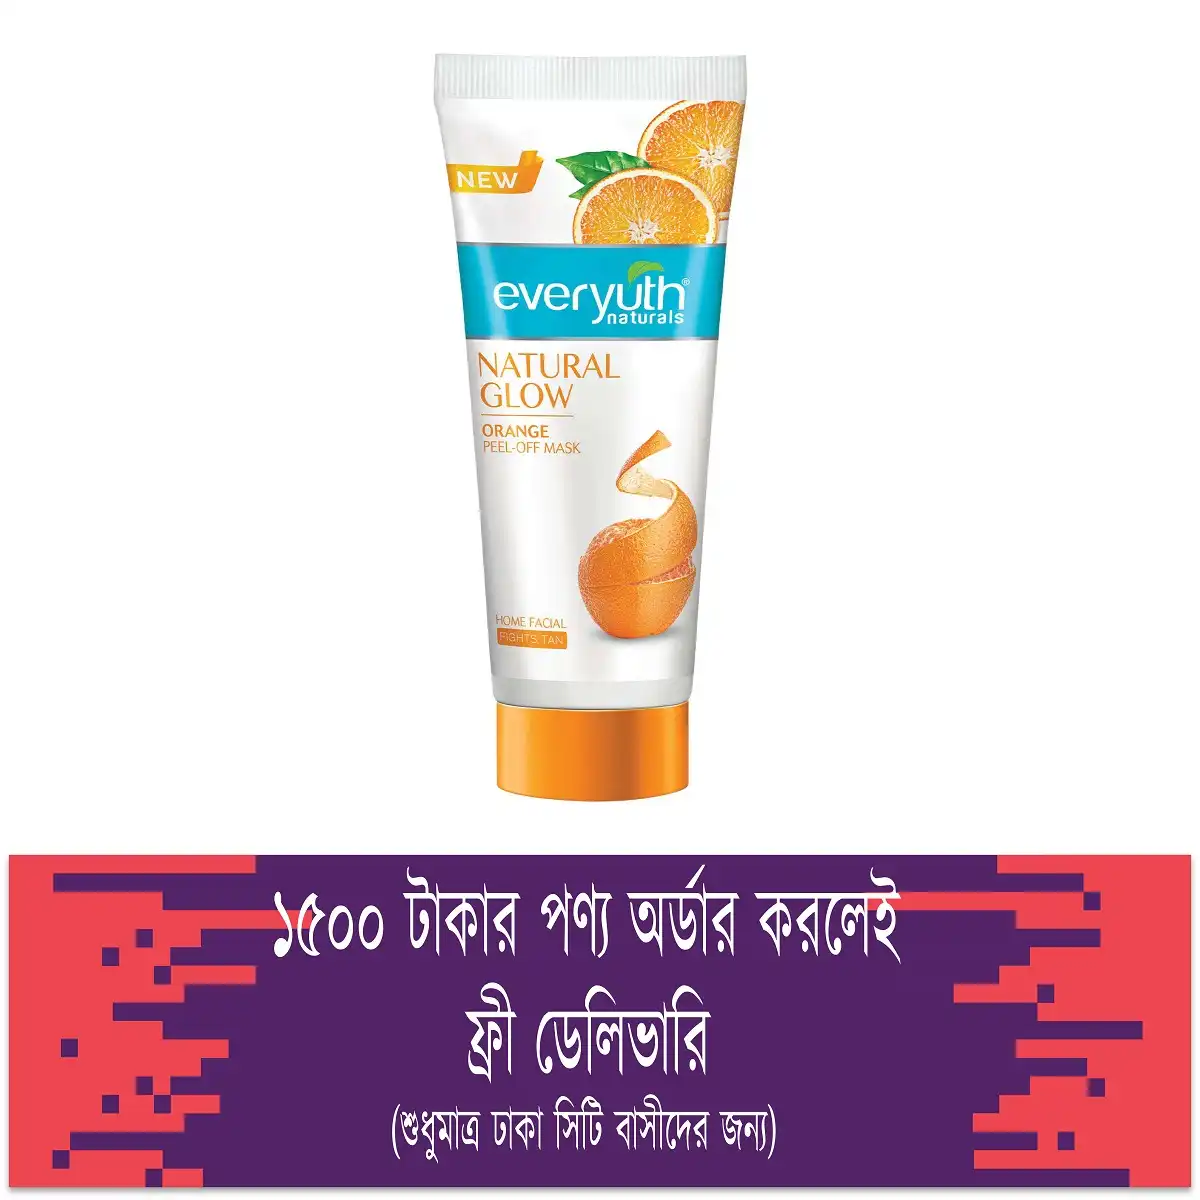 NEW
everyuth®
naturals
NATURAL
GLOW
ORANGE
PEEL-OFF MASK
HOME FACIAL
FIGHTS TAN
১৫০০ টাকার পণ্য অর্ডার করলেই
ফ্রী ডেলিভারি
(শুধুমাত্র ঢাকা সিটি বাসীদের জন্য)